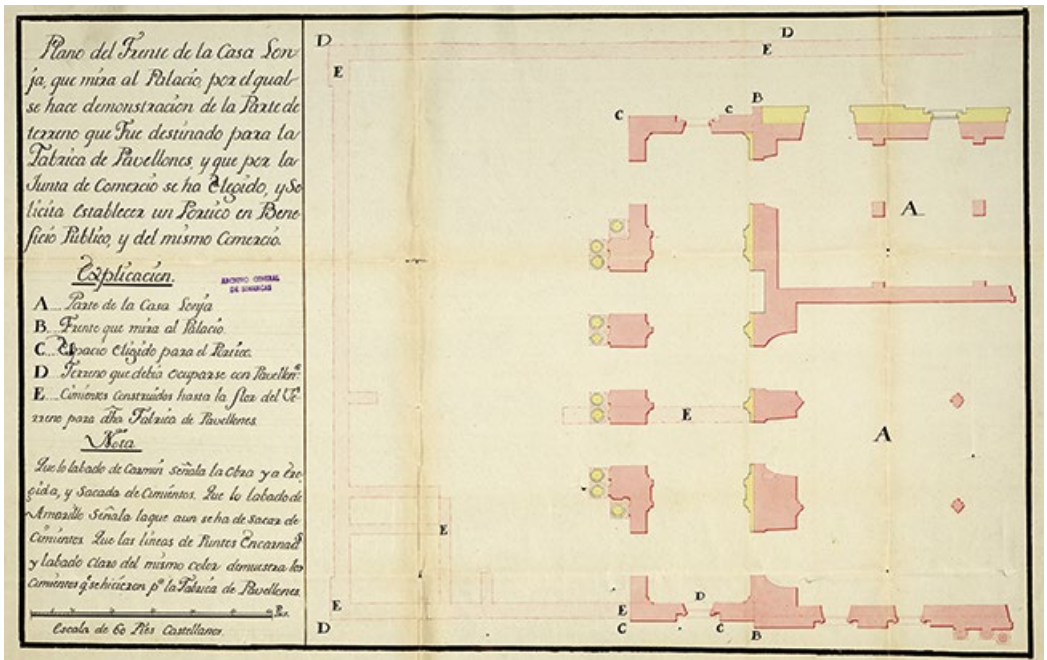 Plano del Frente de la Casa Lon-
ja, que mira al Palacio, por el qual
se hace demonstracion de la Parte de
terreno que Fue destinado para la
Fabrica de Pavellones, y que por la
Junta de Comercio se ha Elegido, y So
licita establecer un Portico en Bene-
ficio Público, y del mismo Comercio.
Explicacion.
ARCHIVO GENERAL
DE SIMANCAS
A Parte de la Casa Lonja
B Frente que mira al Palacio.
C Espacio Eligido para el Portico.
D Terreno que debia ocuparse con Pavellon.s
E Cimientos construidos hasta la flor del Te-
rreno para dha Fabrica de Pavellones.
Nota
Que lo labado de Carmin señala la Obra ya Eri-
gida, y Sacada de Cimientos. Que lo labado de
Amarillo Señala la que aun se ha de Sacar de
Cimientos. Que las lineas de Puntos Encarnad.s
y labado claro del mismo color demuestra los
Cimientos q.e se hicieron p.a la Fabrica de Pavellones.
Escala de 60 Pies Castellanos.
D
D
E
E
C
C
B
A
A
E
E
E
D
D
E
C
C
B